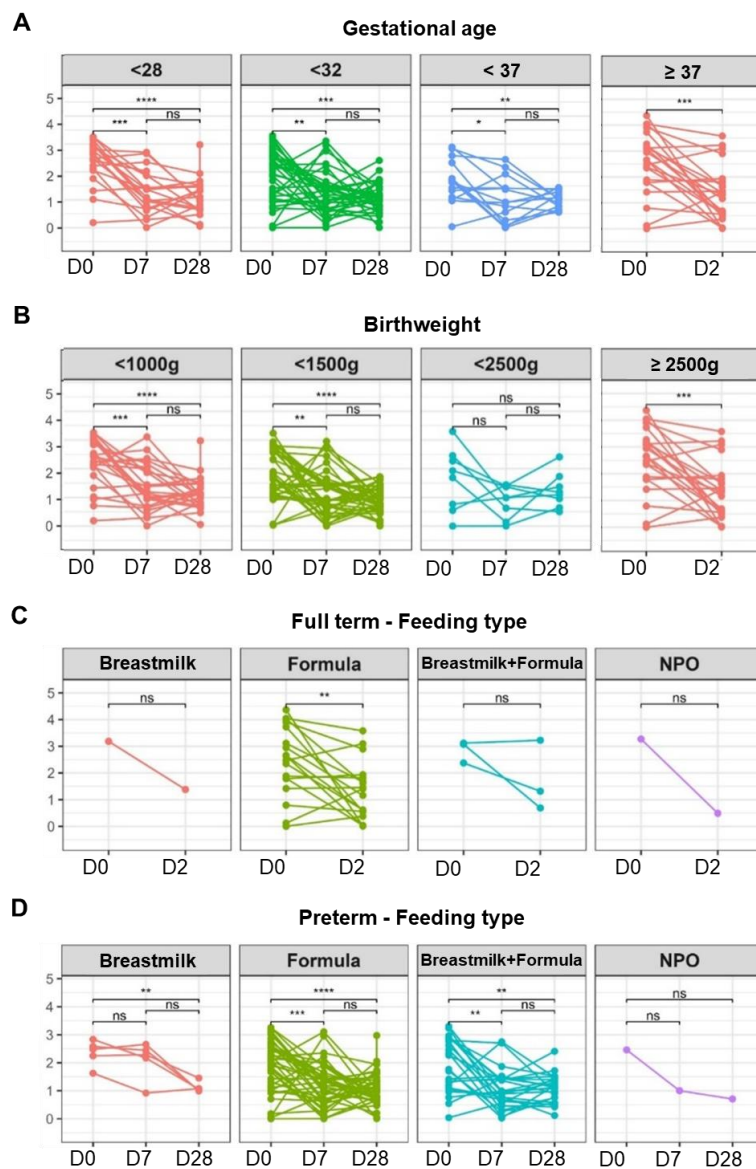 A
Gestational age
<28 <32 < 37 ≥ 37
5
4
3
2
1
0
**** *** ** ***
*** ns ** ns * ns
D0 D7 D28 D0 D7 D28 D0 D7 D28 D0 D2
B
Birthweight
<1000g <1500g <2500g ≥ 2500g
5
4
3
2
1
0
**** **** ns ***
*** ns ** ns ns ns
D0 D7 D28 D0 D7 D28 D0 D7 D28 D0 D2
C
Full term - Feeding type
Breastmilk Formula Breastmilk+Formula NPO
5
4
3
2
1
0
ns ** ns ns
D0 D2 D0 D2 D0 D2 D0 D2
D
Preterm - Feeding type
Breastmilk Formula Breastmilk+Formula NPO
5
4
3
2
1
0
** **** ** ns
ns ns *** ns ** ns ns
D0 D7 D28 D0 D7 D28 D0 D7 D28 D0 D7 D28